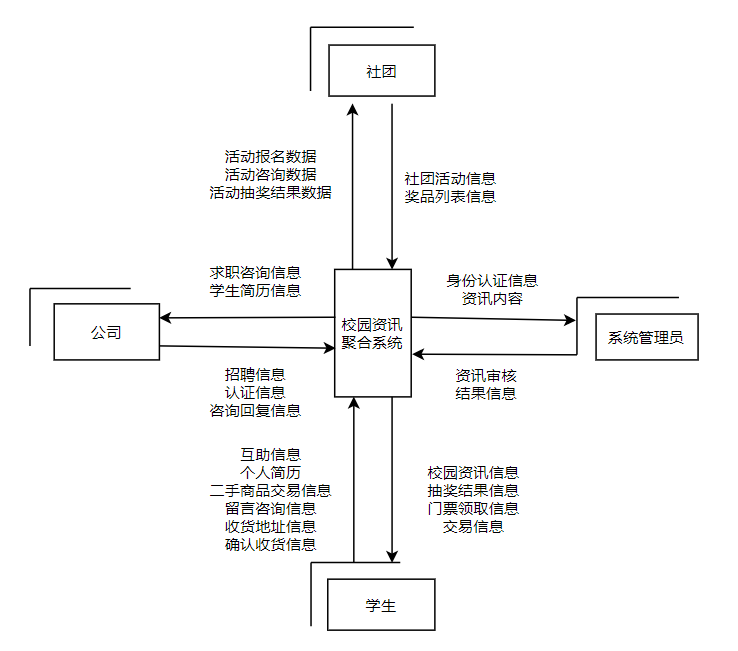 社团
活动报名数据
活动咨询数据
活动抽奖结果数据
社团活动信息
奖品列表信息
求职咨询信息
学生简历信息
身份认证信息
资讯内容
公司
校园资讯
聚合系统
系统管理员
招聘信息
认证信息
咨询回复信息
资讯审核
结果信息
互助信息
个人简历
二手商品交易信息
留言咨询信息
收货地址信息
确认收货信息
校园资讯信息
抽奖结果信息
门票领取信息
交易信息
学生